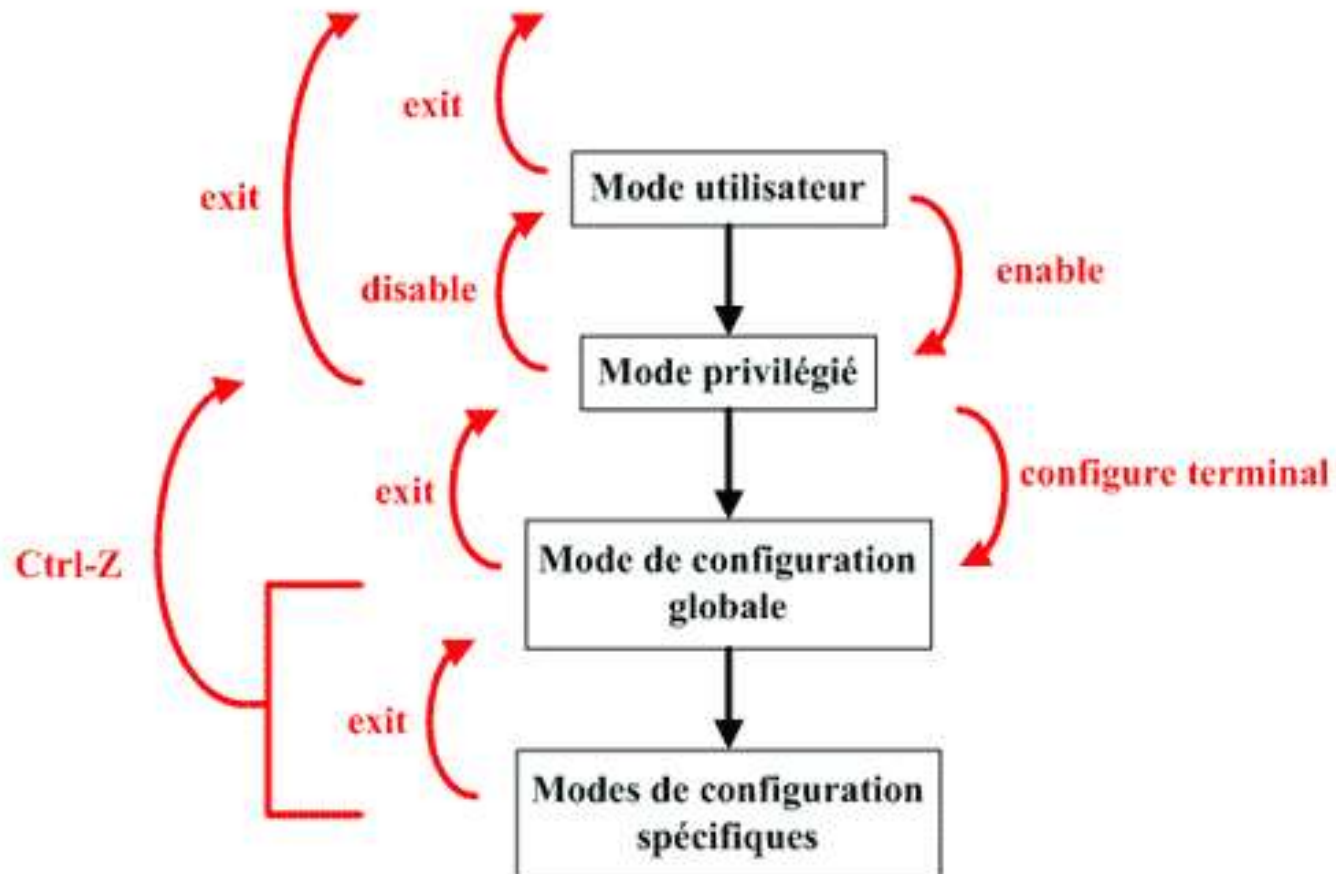 exit
Mode utilisateur
exit
enable
disable
Mode privilégié
configure terminal
exit
Mode de configuration
globale
Ctrl-Z
exit
Modes de configuration
spécifiques